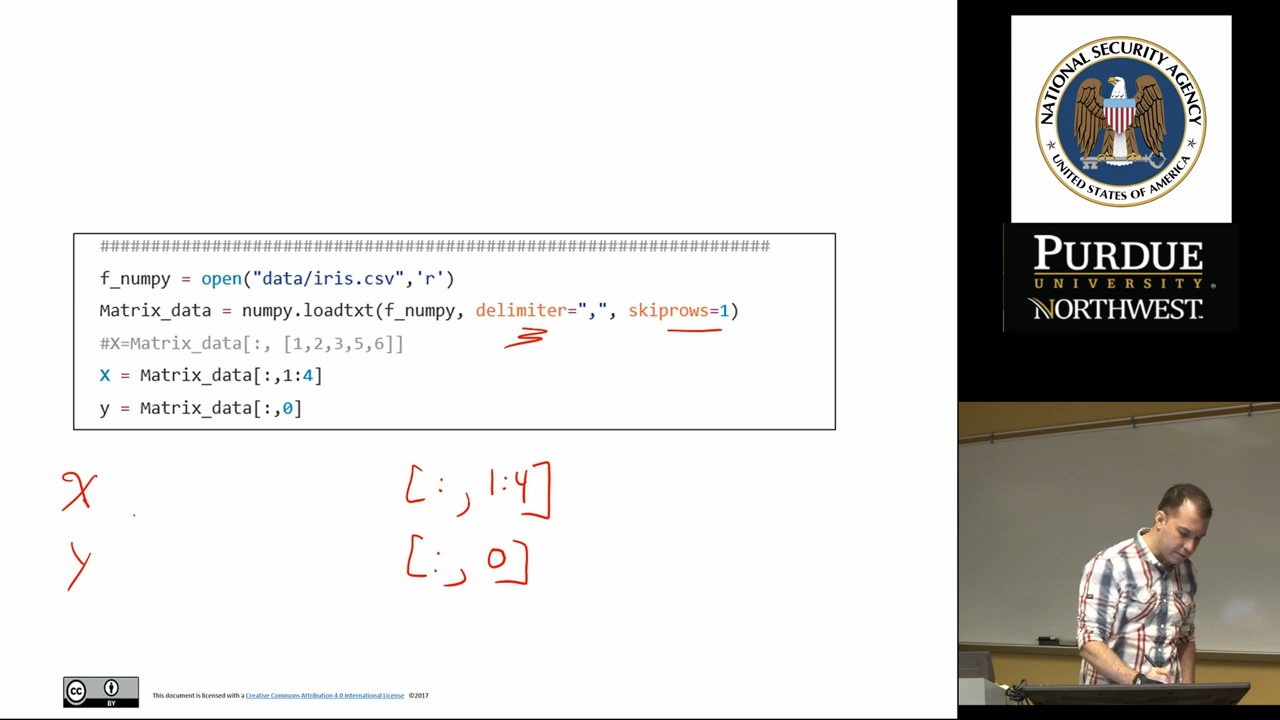 ################################################################################
f_numpy = open("data/iris.csv",'r')
Matrix_data = numpy.loadtxt(f_numpy, delimiter=",", skiprows=1)
#X=Matrix_data[:, [1,2,3,5,6]]
X = Matrix_data[:,1:4]
y = Matrix_data[:,0]
X [:, 1:4]
y [:, 0]
CC BY
This document is licensed with a Creative Commons Attribution 4.0 International License ©2017
NATIONAL SECURITY AGENCY
UNITED STATES OF AMERICA
PURDUE
UNIVERSITY
NORTHWEST